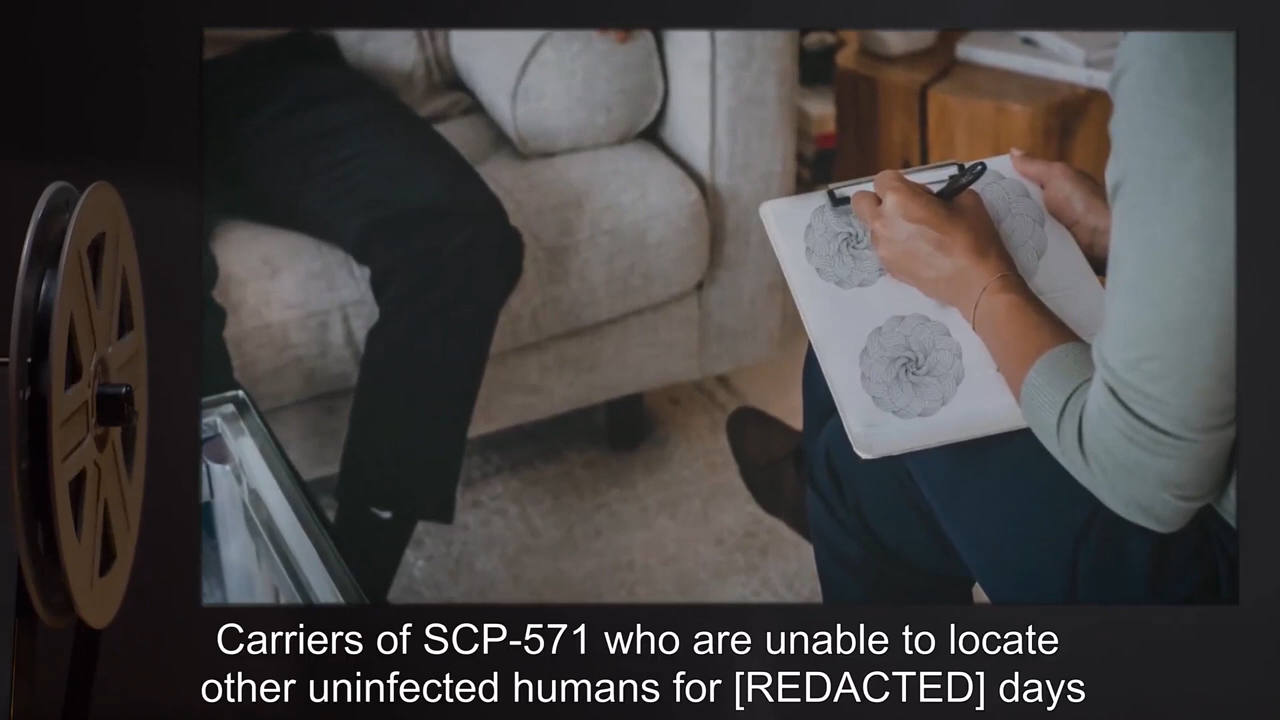 Carriers of SCP-571 who are unable to locate
other uninfected humans for [REDACTED] days